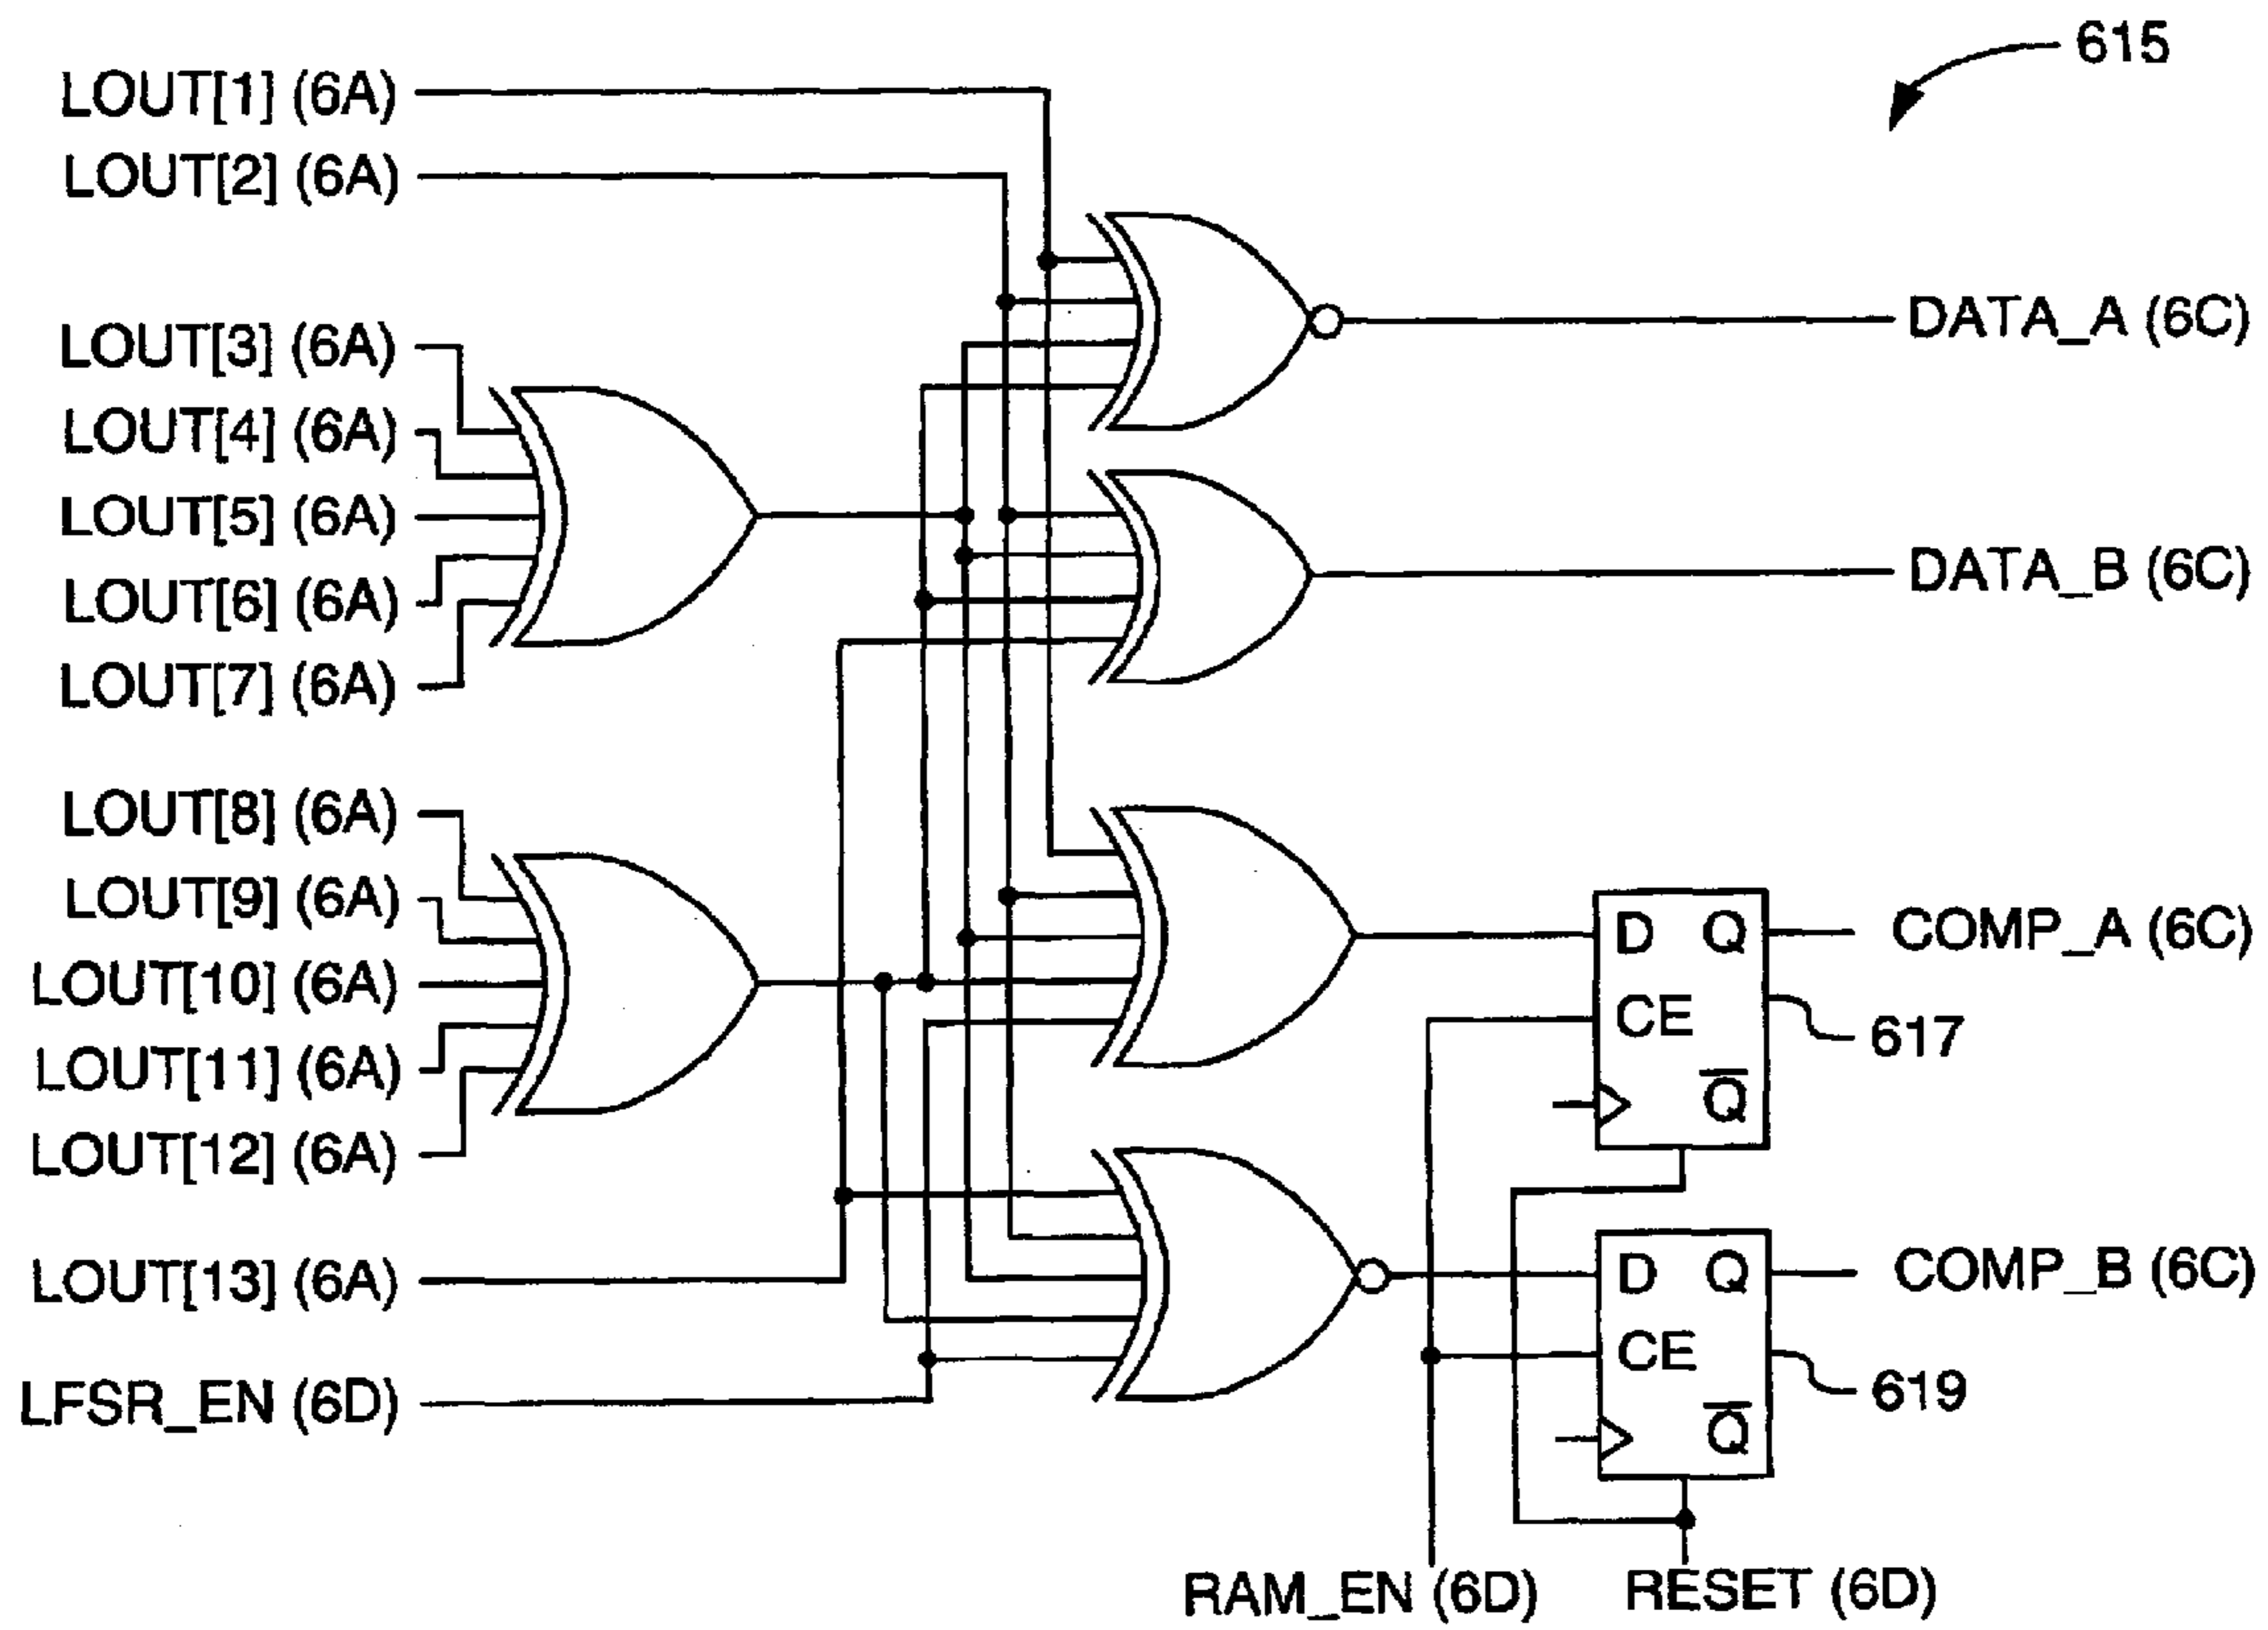 615
LOUT[1] (6A)
LOUT[2] (6A)
LOUT[3] (6A)
LOUT[4] (6A)
LOUT[5] (6A)
LOUT[6] (6A)
LOUT[7] (6A)
LOUT[8] (6A)
LOUT[9] (6A)
LOUT[10] (6A)
LOUT[11] (6A)
LOUT[12] (6A)
LOUT[13] (6A)
LFSR_EN (6D)
DATA_A (6C)
DATA_B (6C)
D Q
CE
Q̅
COMP_A (6C)
617
D Q
CE
Q̅
COMP_B (6C)
619
RAM_EN (6D)
RESET (6D)